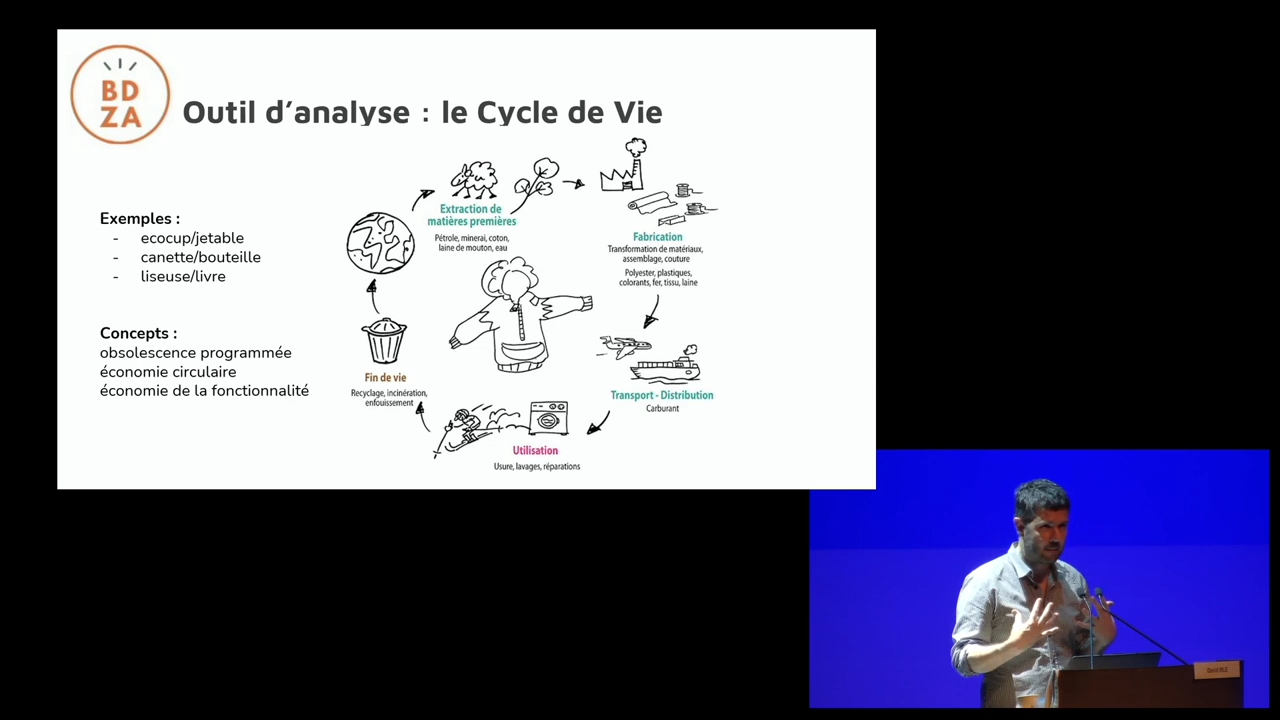 BD
ZA
Outil d’analyse : le Cycle de Vie
Exemples :
- ecocup/jetable
- canette/bouteille
- liseuse/livre
Concepts :
obsolescence programmée
économie circulaire
économie de la fonctionnalité
Extraction de
matières premières
Pétrole, minerai, coton,
laine de mouton, eau
Fabrication
Transformation de matériaux,
assemblage, couture
Polyester, plastiques,
colorants, fer, tissu, laine
Transport - Distribution
Carburant
Utilisation
Usure, lavages, réparations
Fin de vie
Recyclage, incinération,
enfouissement